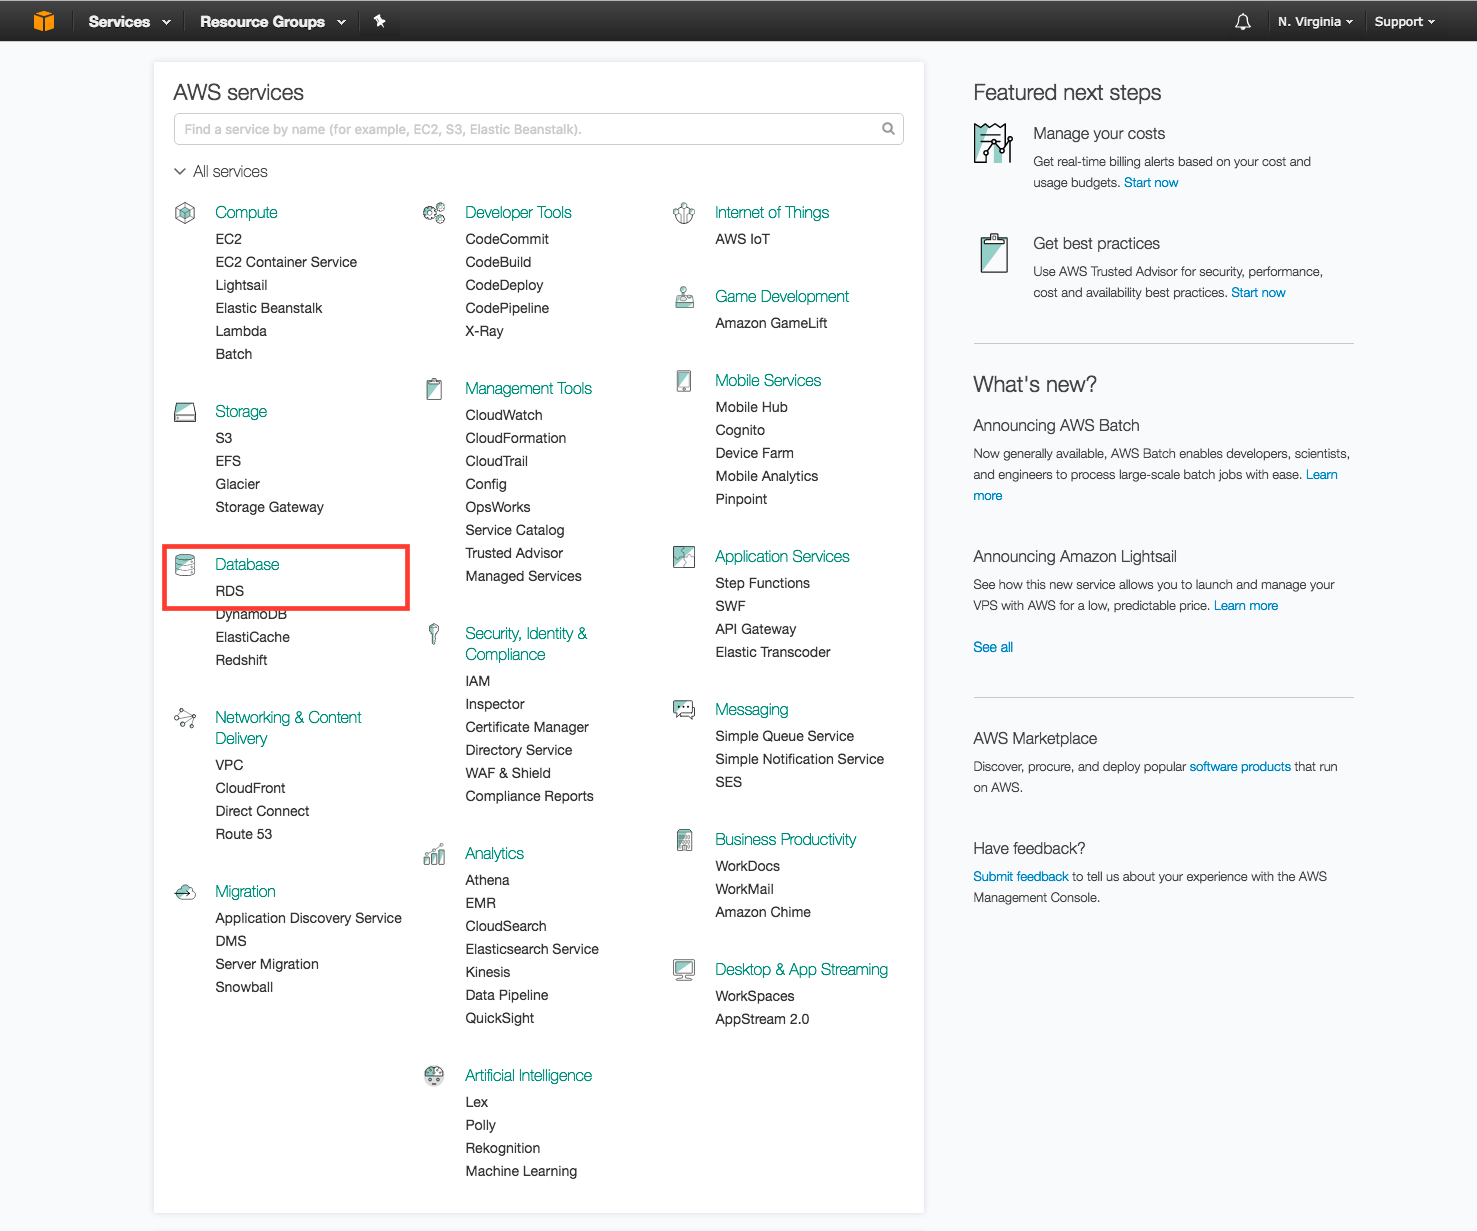 Services
Resource Groups
N. Virginia
Support
AWS services
Find a service by name (for example, EC2, S3, Elastic Beanstalk).
All services
Compute
EC2
EC2 Container Service
Lightsail
Elastic Beanstalk
Lambda
Batch
Storage
S3
EFS
Glacier
Storage Gateway
Database
RDS
DynamoDB
ElastiCache
Redshift
Networking & Content
Delivery
VPC
CloudFront
Direct Connect
Route 53
Migration
Application Discovery Service
DMS
Server Migration
Snowball
Developer Tools
CodeCommit
CodeBuild
CodeDeploy
CodePipeline
X-Ray
Management Tools
CloudWatch
CloudFormation
CloudTrail
Config
OpsWorks
Service Catalog
Trusted Advisor
Managed Services
Security, Identity &
Compliance
IAM
Inspector
Certificate Manager
Directory Service
WAF & Shield
Compliance Reports
Analytics
Athena
EMR
CloudSearch
Elasticsearch Service
Kinesis
Data Pipeline
QuickSight
Artificial Intelligence
Lex
Polly
Rekognition
Machine Learning
Internet of Things
AWS IoT
Game Development
Amazon GameLift
Mobile Services
Mobile Hub
Cognito
Device Farm
Mobile Analytics
Pinpoint
Application Services
Step Functions
SWF
API Gateway
Elastic Transcoder
Messaging
Simple Queue Service
Simple Notification Service
SES
Business Productivity
WorkDocs
WorkMail
Amazon Chime
Desktop & App Streaming
WorkSpaces
AppStream 2.0
Featured next steps
Manage your costs
Get real-time billing alerts based on your cost and
usage budgets. Start now
Get best practices
Use AWS Trusted Advisor for security, performance,
cost and availability best practices. Start now
What's new?
Announcing AWS Batch
Now generally available, AWS Batch enables developers, scientists,
and engineers to process large-scale batch jobs with ease. Learn
more
Announcing Amazon Lightsail
See how this new service allows you to launch and manage your
VPS with AWS for a low, predictable price. Learn more
See all
AWS Marketplace
Discover, procure, and deploy popular software products that run
on AWS.
Have feedback?
Submit feedback to tell us about your experience with the AWS
Management Console.